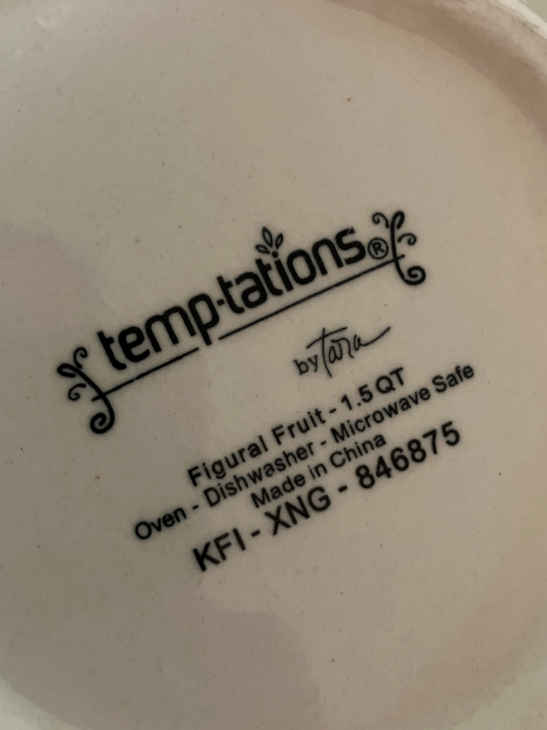 temp-tations®
by Tara
Figural Fruit - 1.5 QT
Oven - Dishwasher - Microwave Safe
Made in China
KFI - XNG - 846875